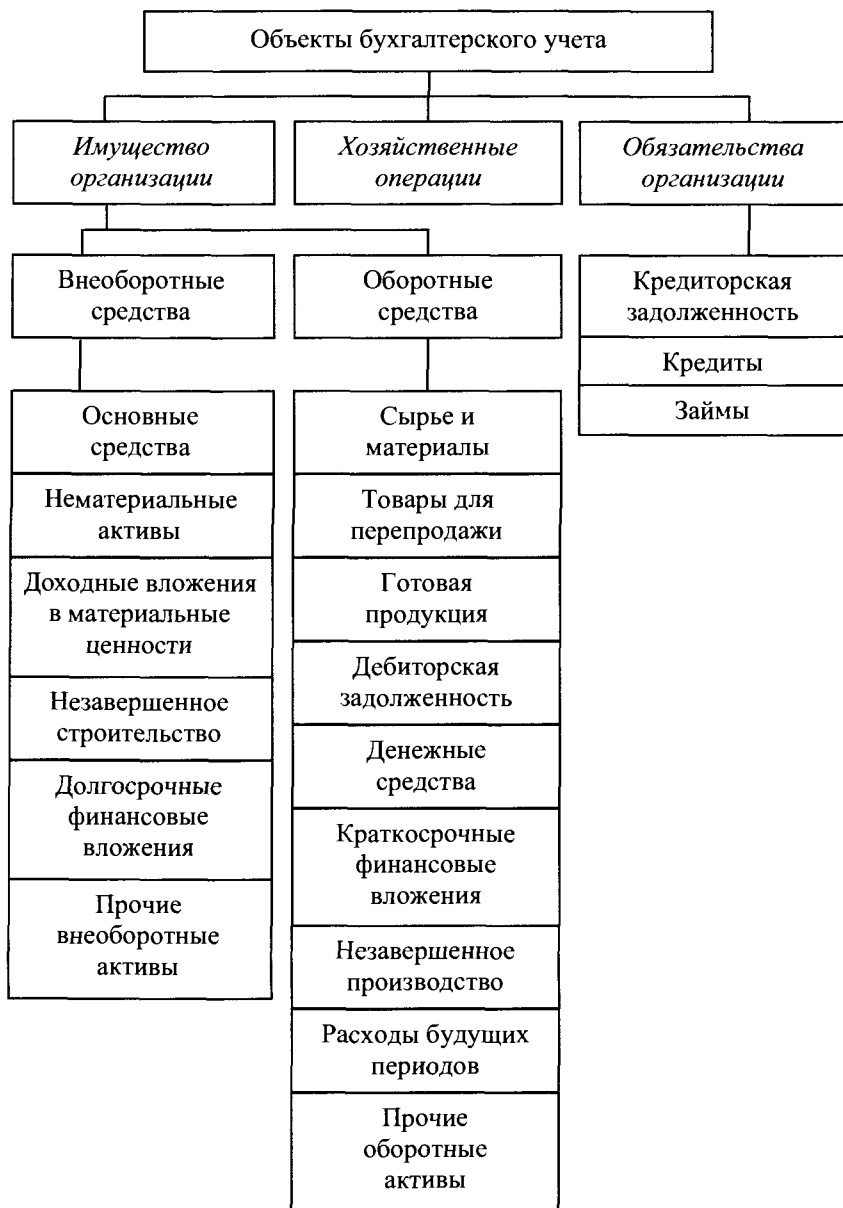 Объекты бухгалтерского учета
Имущество
организации
Хозяйственные
операции
Обязательства
организации
Внеоборотные
средства
Оборотные
средства
Кредиторская
задолженность
Кредиты
Займы
Основные
средства
Нематериальные
активы
Доходные вложения
в материальные
ценности
Незавершенное
строительство
Долгосрочные
финансовые
вложения
Прочие
внеоборотные
активы
Сырье и
материалы
Товары для
перепродажи
Готовая
продукция
Дебиторская
задолженность
Денежные
средства
Краткосрочные
финансовые
вложения
Незавершенное
производство
Расходы будущих
периодов
Прочие
оборотные
активы